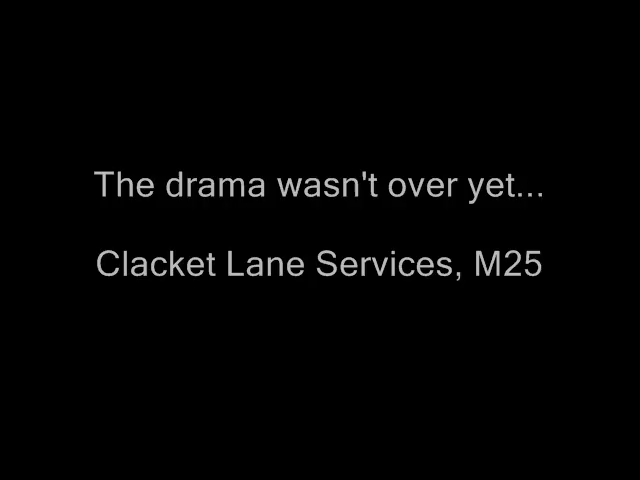 The drama wasn't over yet...
Clacket Lane Services, M25